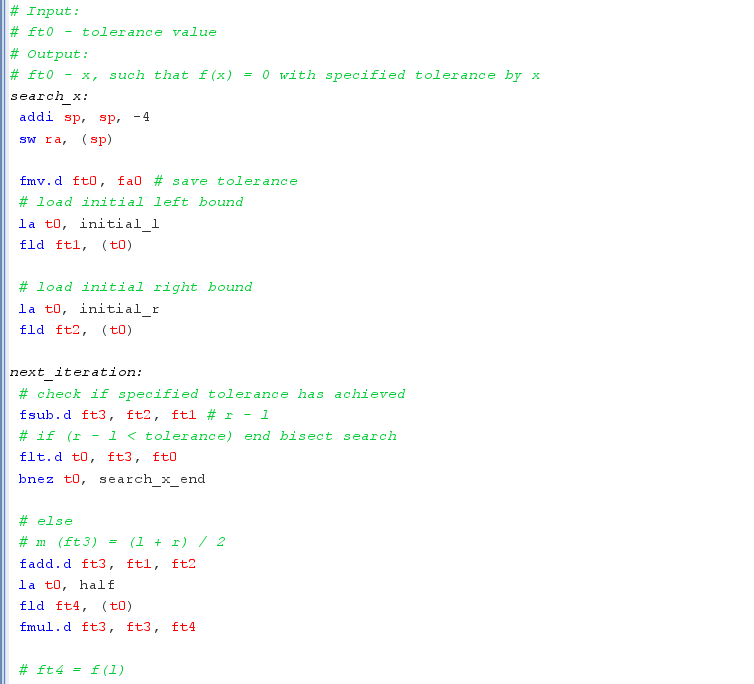 # Input:
# ft0 - tolerance value
# Output:
# ft0 - x, such that f(x) = 0 with specified tolerance by x
search_x:
addi sp, sp, -4
sw ra, (sp)
fmv.d ft0, fa0 # save tolerance
# load initial left bound
la t0, initial_l
fld ft1, (t0)
# load initial right bound
la t0, initial_r
fld ft2, (t0)
next_iteration:
# check if specified tolerance has achieved
fsub.d ft3, ft2, ft1 # r - l
# if (r - l < tolerance) end bisect search
flt.d t0, ft3, ft0
bnez t0, search_x_end
# else
# m (ft3) = (l + r) / 2
fadd.d ft3, ft1, ft2
la t0, half
fld ft4, (t0)
fmul.d ft3, ft3, ft4
# ft4 = f(l)